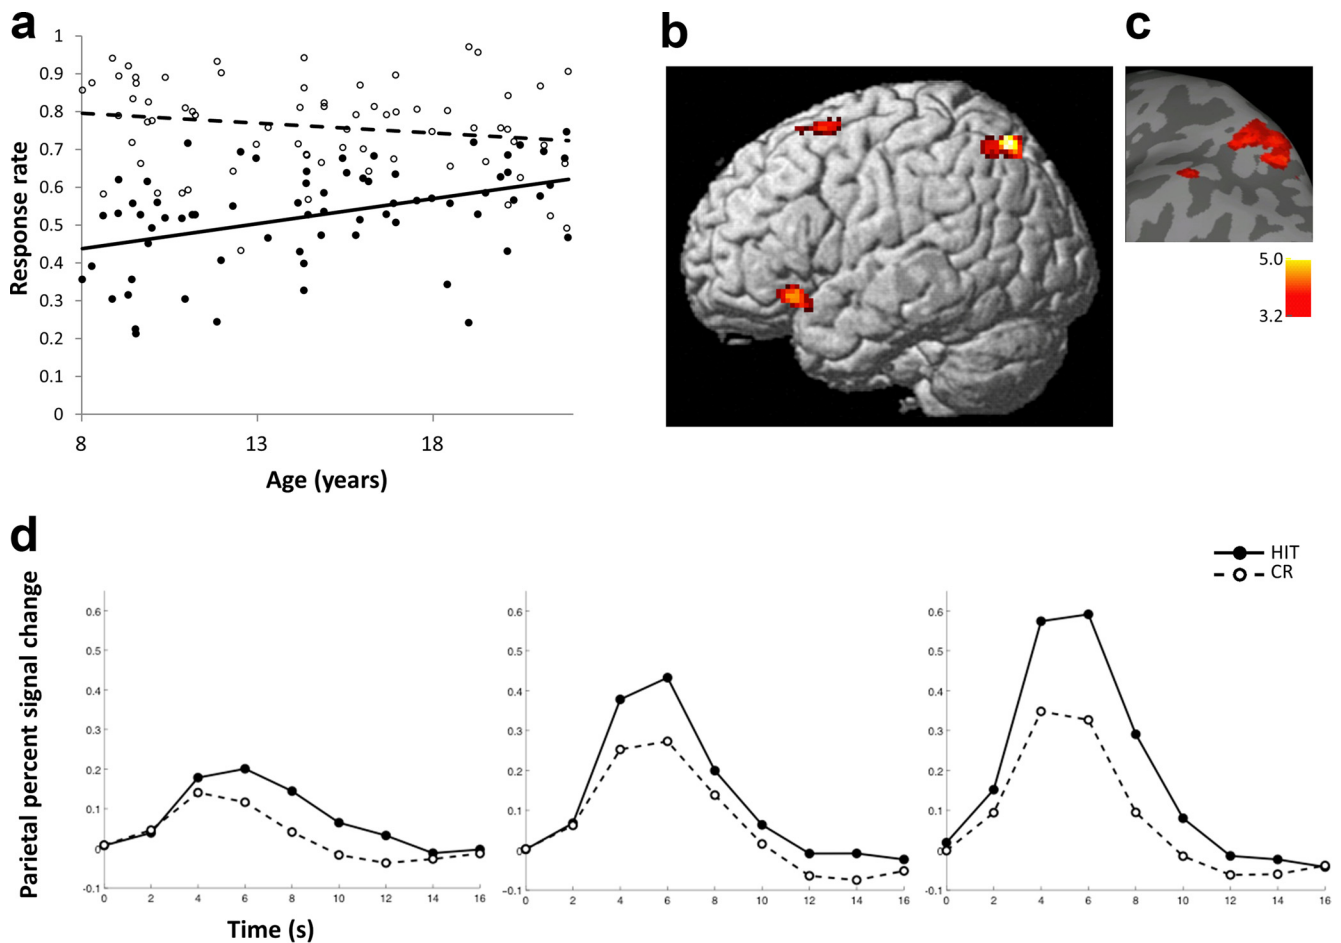 a
b
c
1
0.9
0.8
0.7
0.6
0.5
0.4
0.3
0.2
0.1
0
Response rate
8 13 18
Age (years)
5.0
3.2
d
HIT
CR
Parietal percent signal change
0.6
0.5
0.4
0.3
0.2
0.1
0
-0.1
0 2 4 6 8 10 12 14 16
0.6
0.5
0.4
0.3
0.2
0.1
0
-0.1
0 2 4 6 8 10 12 14 16
0.6
0.5
0.4
0.3
0.2
0.1
0
-0.1
0 2 4 6 8 10 12 14 16
Time (s)